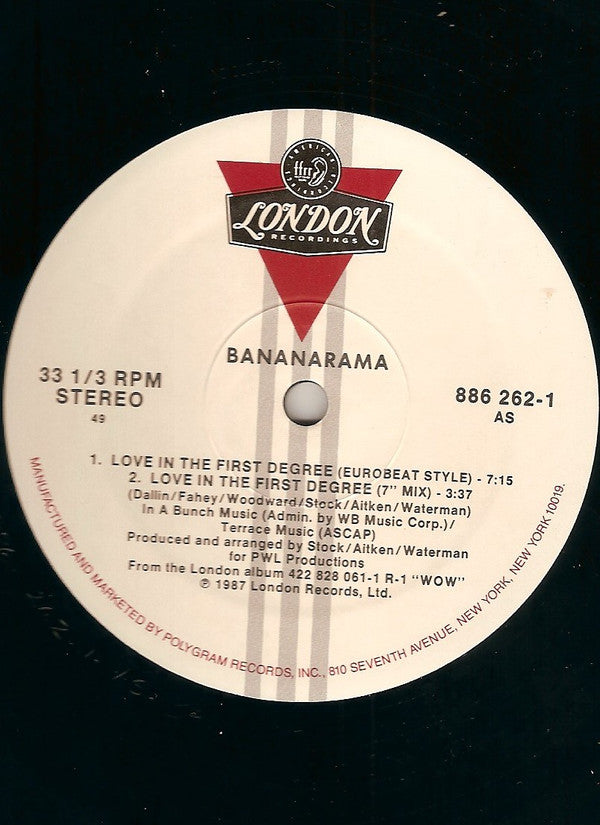 AMERICAN
ffrr
LONDON
RECORDINGS
BANANARAMA
33 1/3 RPM
STEREO
49
886 262-1
AS
1. LOVE IN THE FIRST DEGREE (EUROBEAT STYLE) - 7:15
2. LOVE IN THE FIRST DEGREE (7" MIX) - 3:37
(Dallin/Fahey/Woodward/Stock/Aitken/Waterman)
In A Bunch Music (Admin. by WB Music Corp.)/
Terrace Music (ASCAP)
Produced and arranged by Stock/Aitken/Waterman
for PWL Productions
From the London album 422 828 061-1 R-1 "WOW"
℗ 1987 London Records, Ltd.
MANUFACTURED AND MARKETED BY POLYGRAM RECORDS, INC., 810 SEVENTH AVENUE, NEW YORK, NEW YORK 10019.